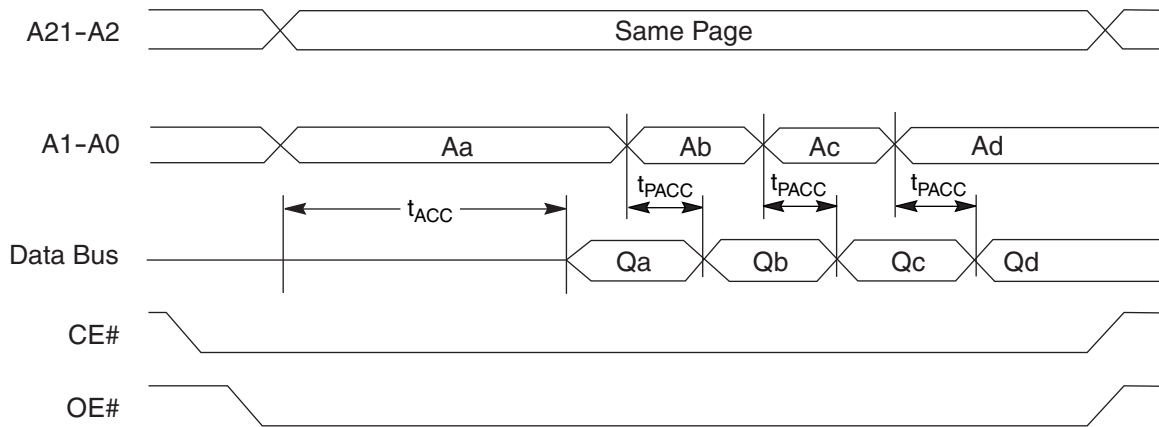 A21-A2
Same Page
A1-A0
Aa
Ab
Ac
Ad
tPACC
tPACC
tPACC
tACC
Data Bus
Qa
Qb
Qc
Qd
CE#
OE#